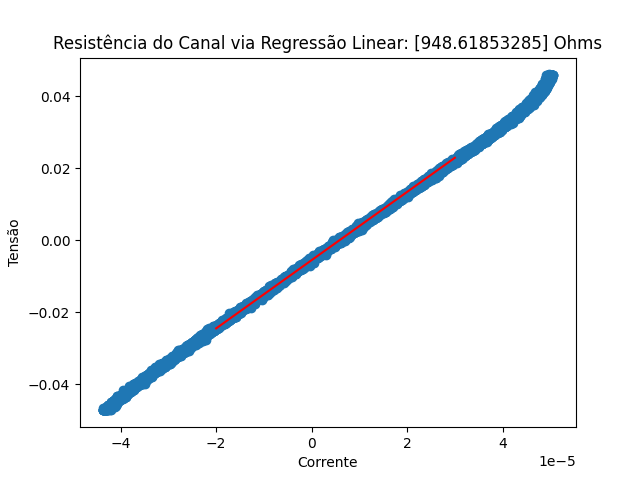 Resistência do Canal via Regressão Linear: [948.61853285] Ohms
0.04
0.02
0.00
−0.02
−0.04
Tensão
−4
−2
0
2
4
1e−5
Corrente